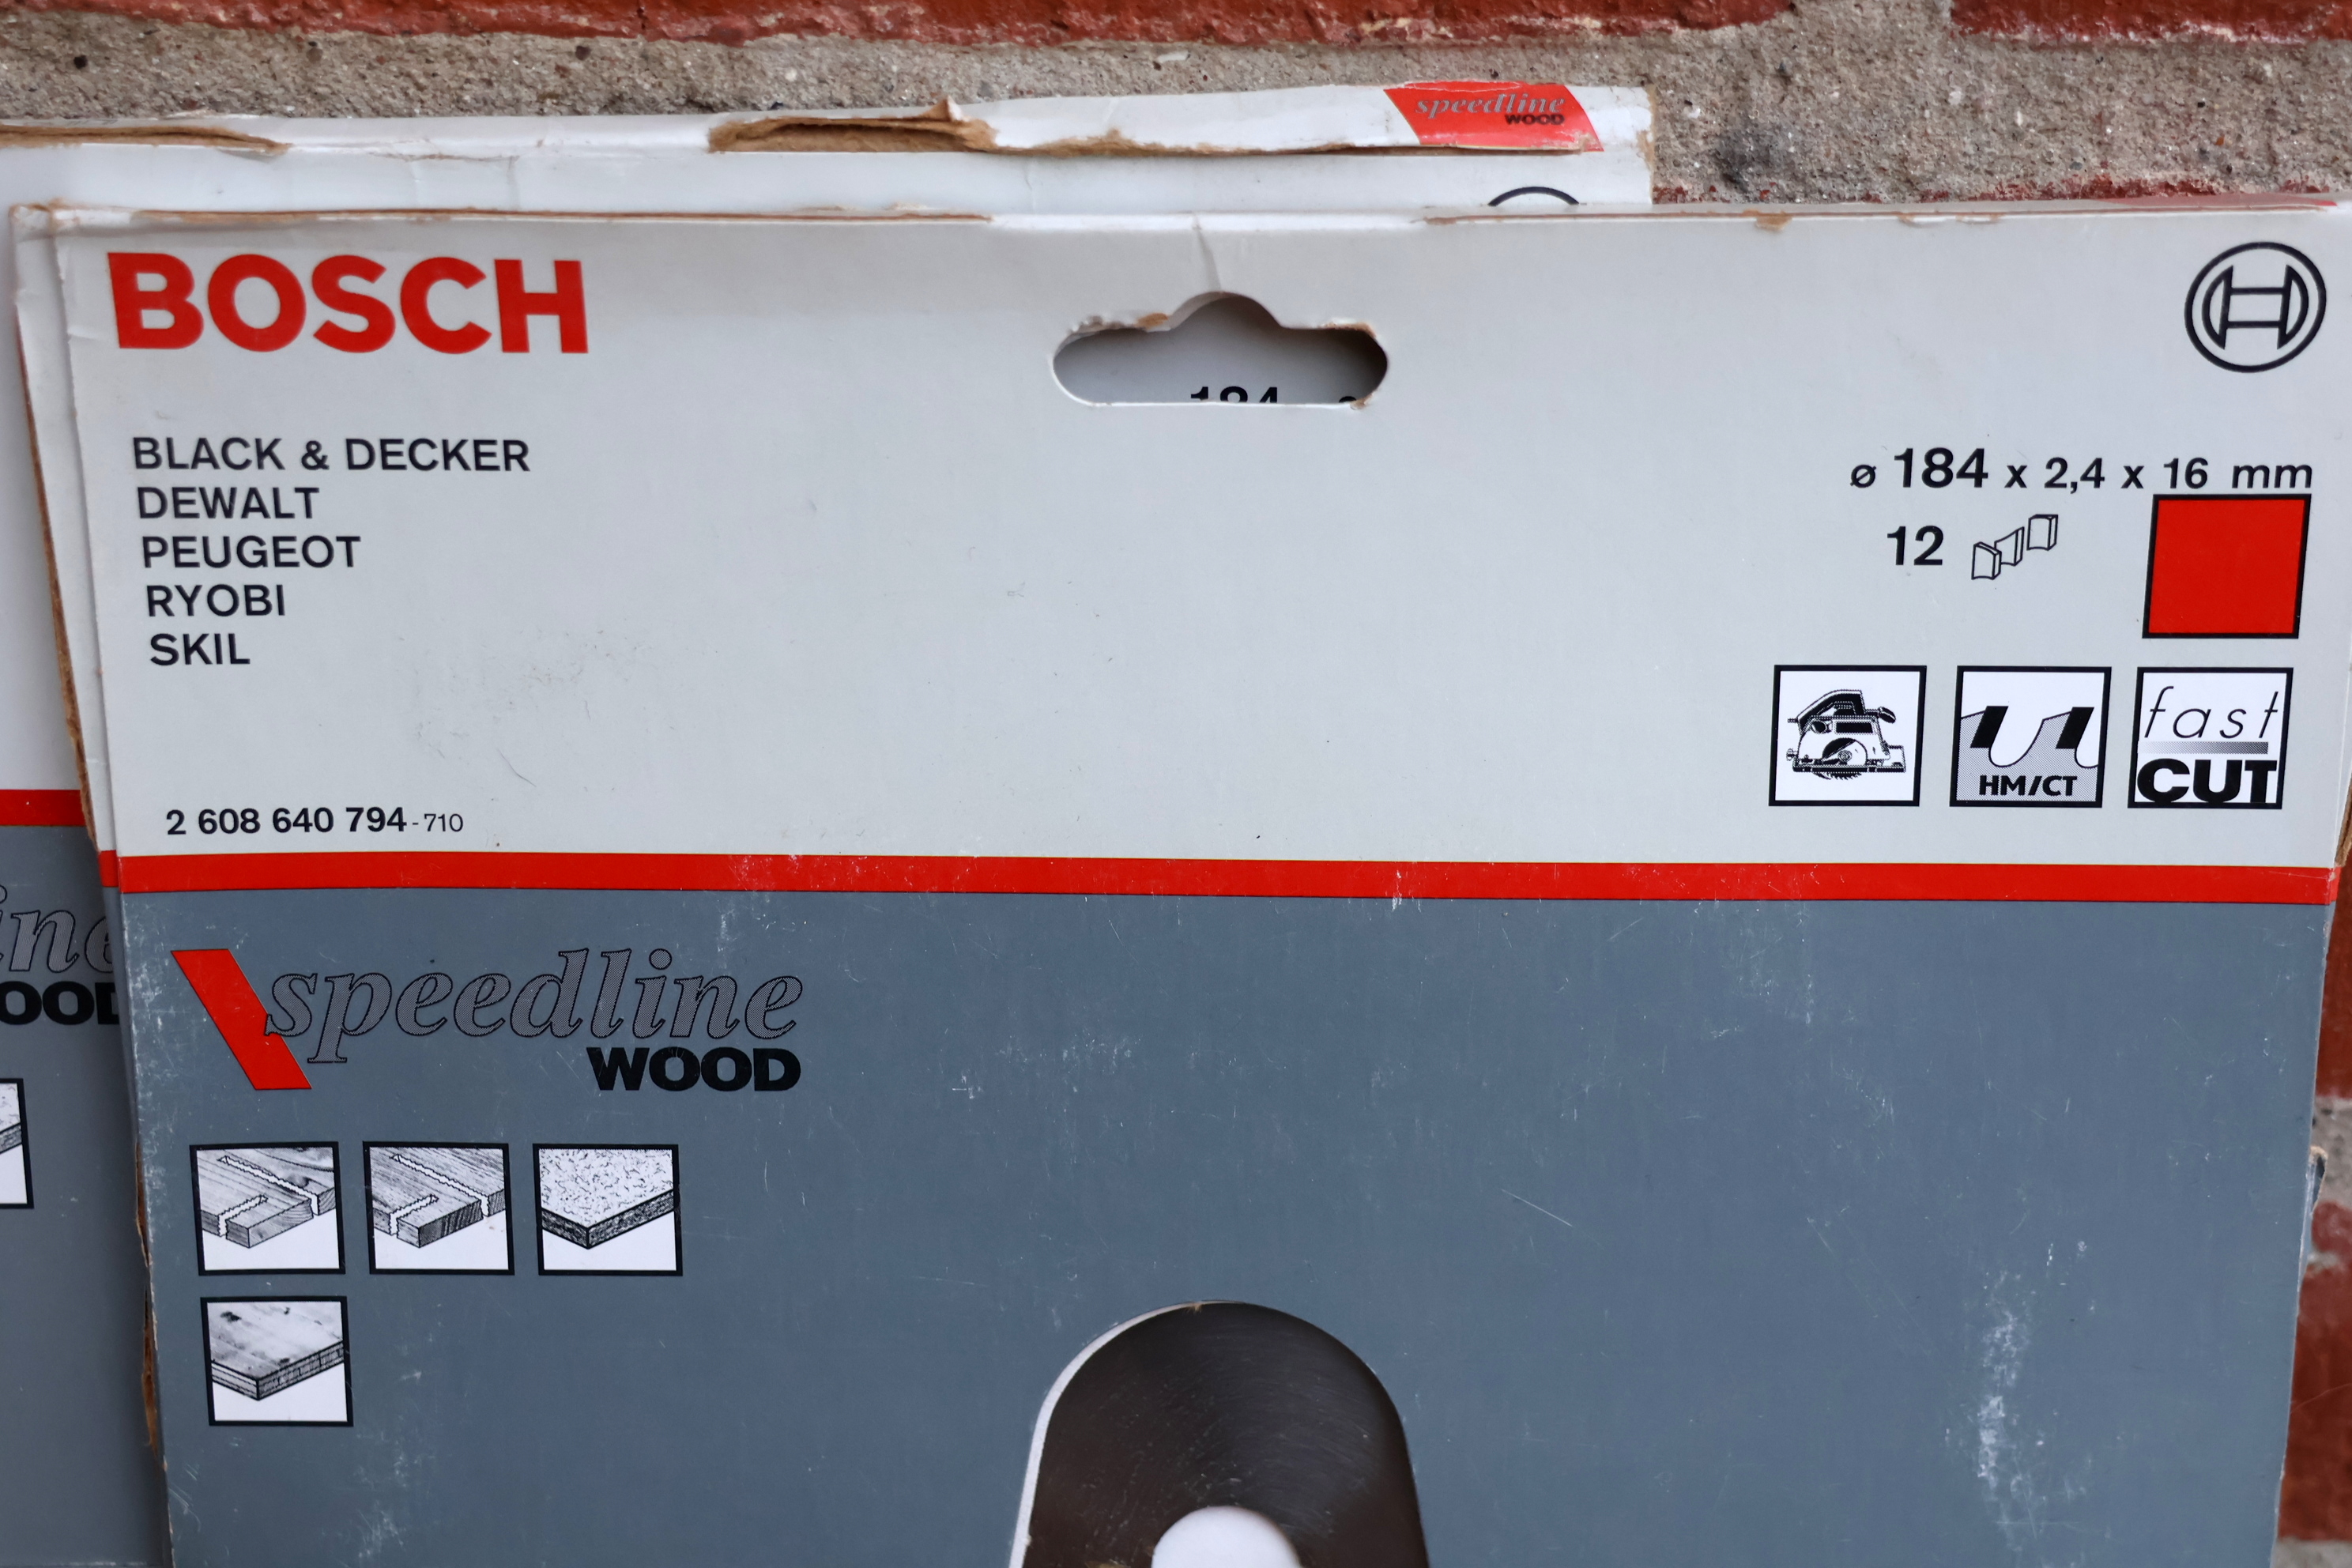 speedline
WOOD
BOSCH
184
BLACK & DECKER
DEWALT
PEUGEOT
RYOBI
SKIL
ø 184 x 2,4 x 16 mm
12
HM/CT
fast
CUT
2 608 640 794-710
speedline
WOOD